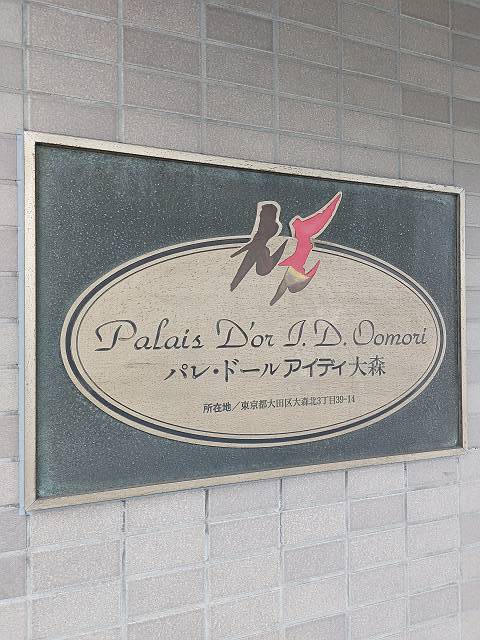 Palais D'or I.D. Oomori
パレ・ドール アイディ大森
所在地／東京都大田区大森北3丁目39-14